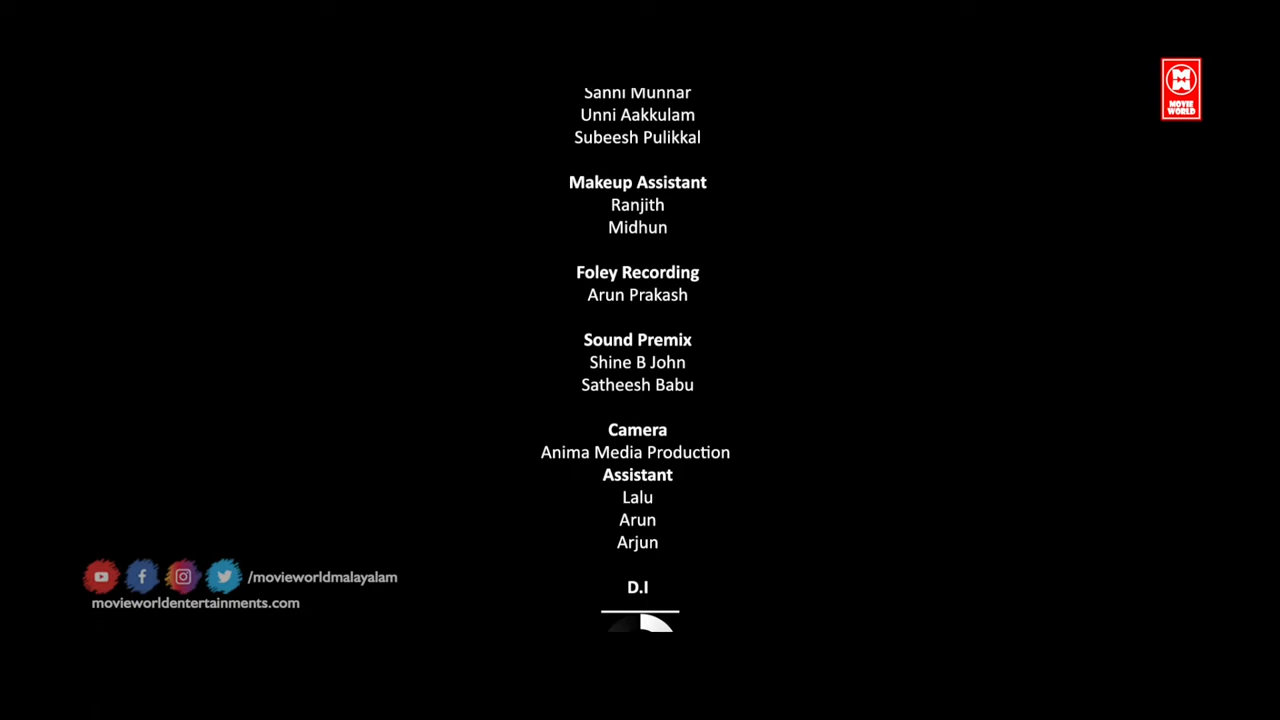 Sanni Munnar
Unni Aakkulam
Subeesh Pulikkal
Makeup Assistant
Ranjith
Midhun
Foley Recording
Arun Prakash
Sound Premix
Shine B John
Satheesh Babu
Camera
Anima Media Production
Assistant
Lalu
Arun
Arjun
D.I
MOVIE
WORLD
/movieworldmalayalam
movieworldentertainments.com